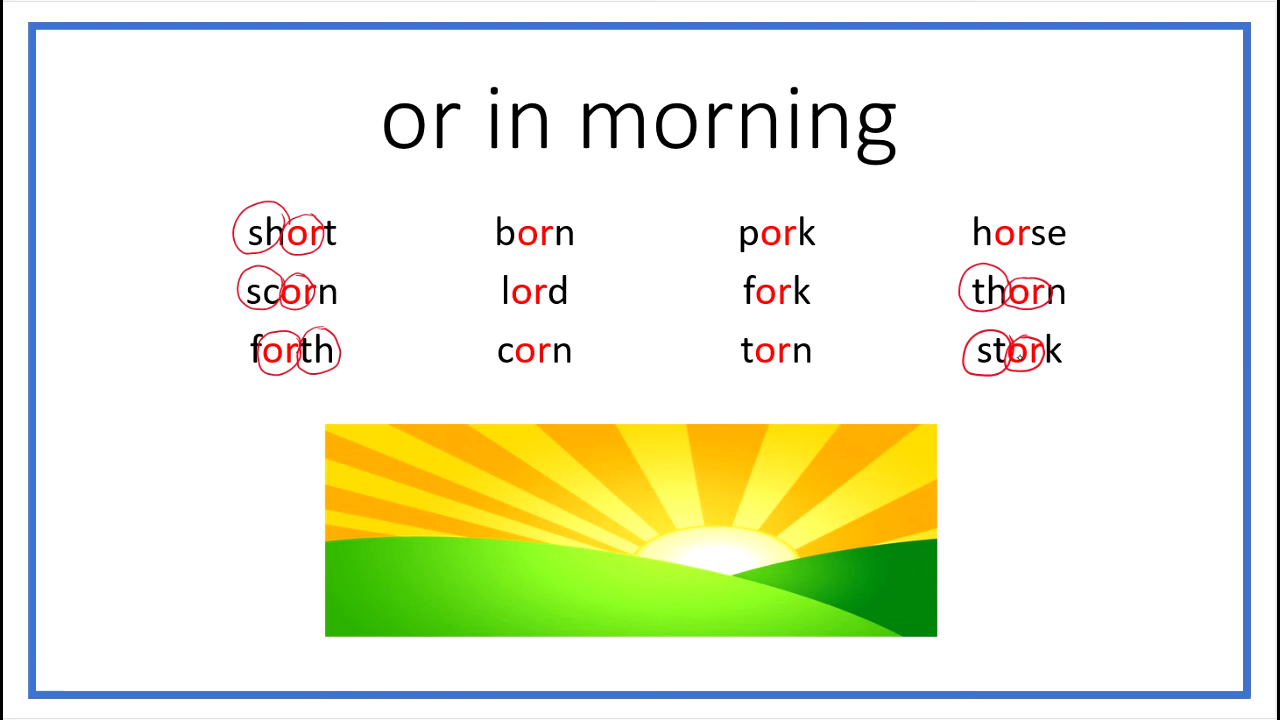 or in morning
short born pork horse
scorn lord fork thorn
forth corn torn stork